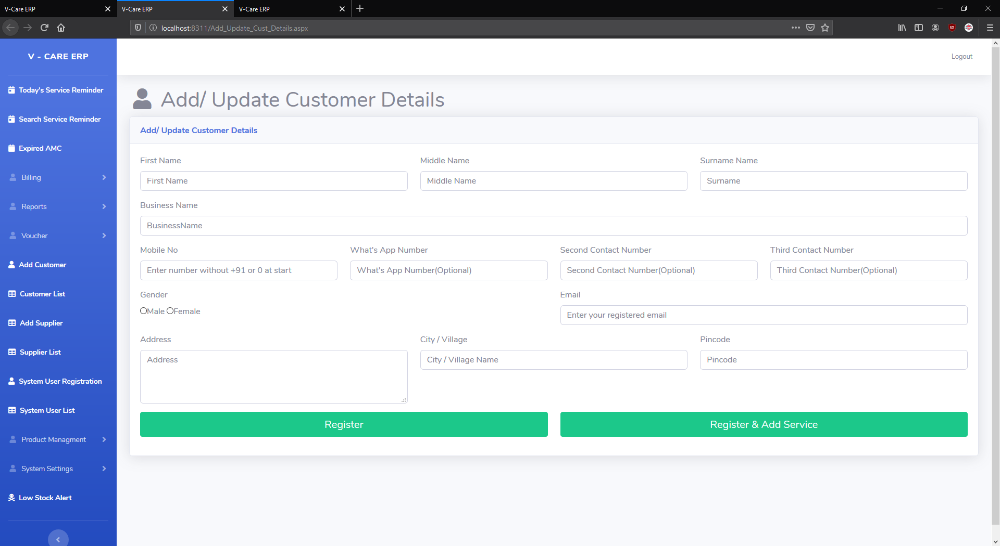 V-Care ERP
V-Care ERP
V-Care ERP
localhost:8311/Add_Update_Cust_Details.aspx
V - CARE ERP
Logout
Today's Service Reminder
Search Service Reminder
Expired AMC
Billing
Reports
Voucher
Add Customer
Customer List
Add Supplier
Supplier List
System User Registration
System User List
Product Managment
System Settings
Low Stock Alert
Add/ Update Customer Details
Add/ Update Customer Details
First Name
Middle Name
Surname Name
First Name
Middle Name
Surname
Business Name
BusinessName
Mobile No
What's App Number
Second Contact Number
Third Contact Number
Enter number without +91 or 0 at start
What's App Number(Optional)
Second Contact Number(Optional)
Third Contact Number(Optional)
Gender
Email
Male Female
Enter your registered email
Address
City / Village
Pincode
Address
City / Village Name
Pincode
Register
Register & Add Service